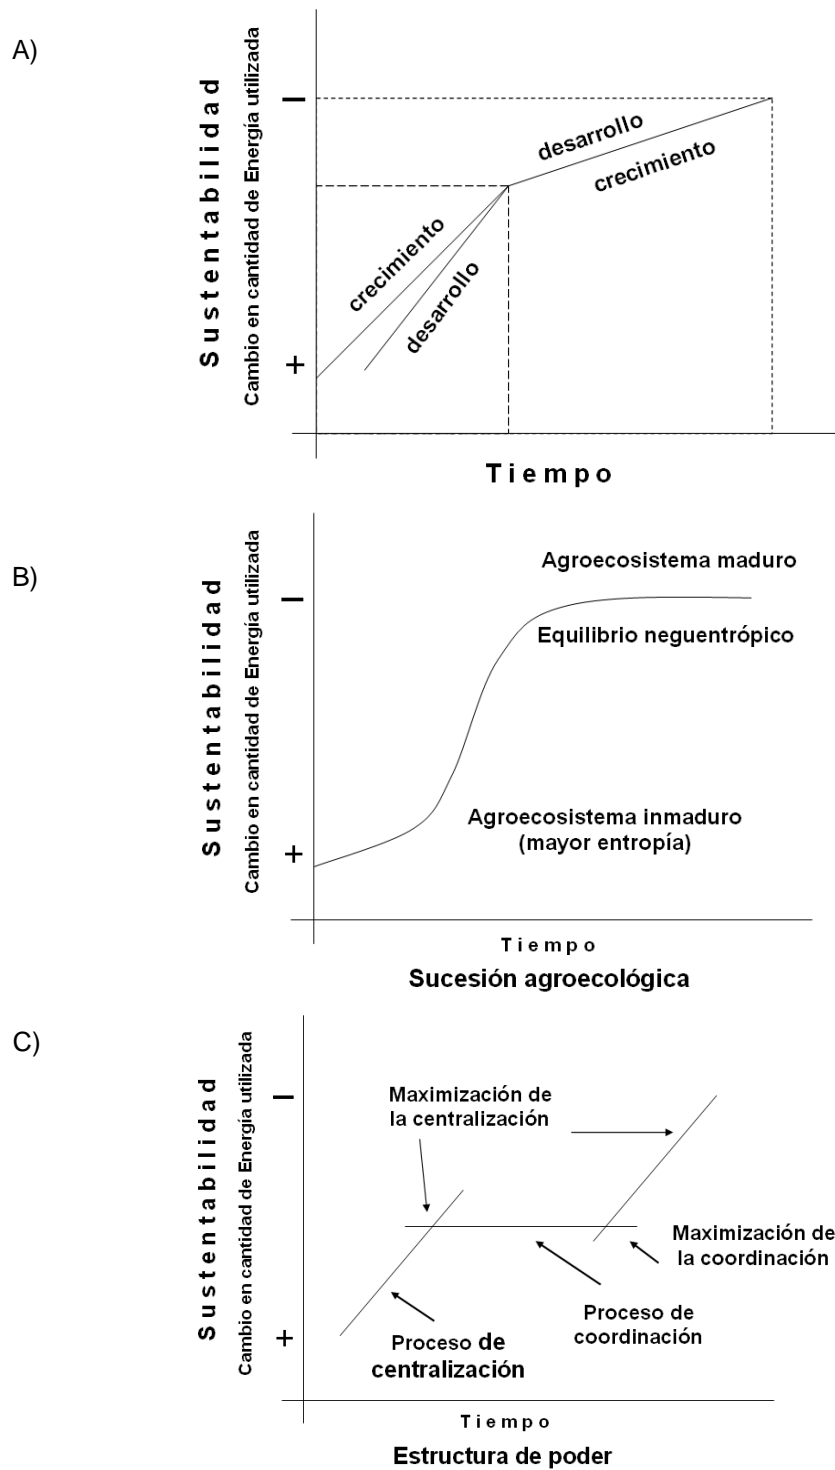 A)
Sustentabilidad
Cambio en cantidad de Energía utilizada
−
+
desarrollo
crecimiento
crecimiento
desarrollo
Tiempo
B)
Sustentabilidad
Cambio en cantidad de Energía utilizada
−
+
Agroecosistema maduro
Equilibrio neguentrópico
Agroecosistema inmaduro
(mayor entropía)
Tiempo
Sucesión agroecológica
C)
Sustentabilidad
Cambio en cantidad de Energía utilizada
−
+
Maximización de
la centralización
Maximización de
la coordinación
Proceso de
coordinación
Proceso de
centralización
Tiempo
Estructura de poder